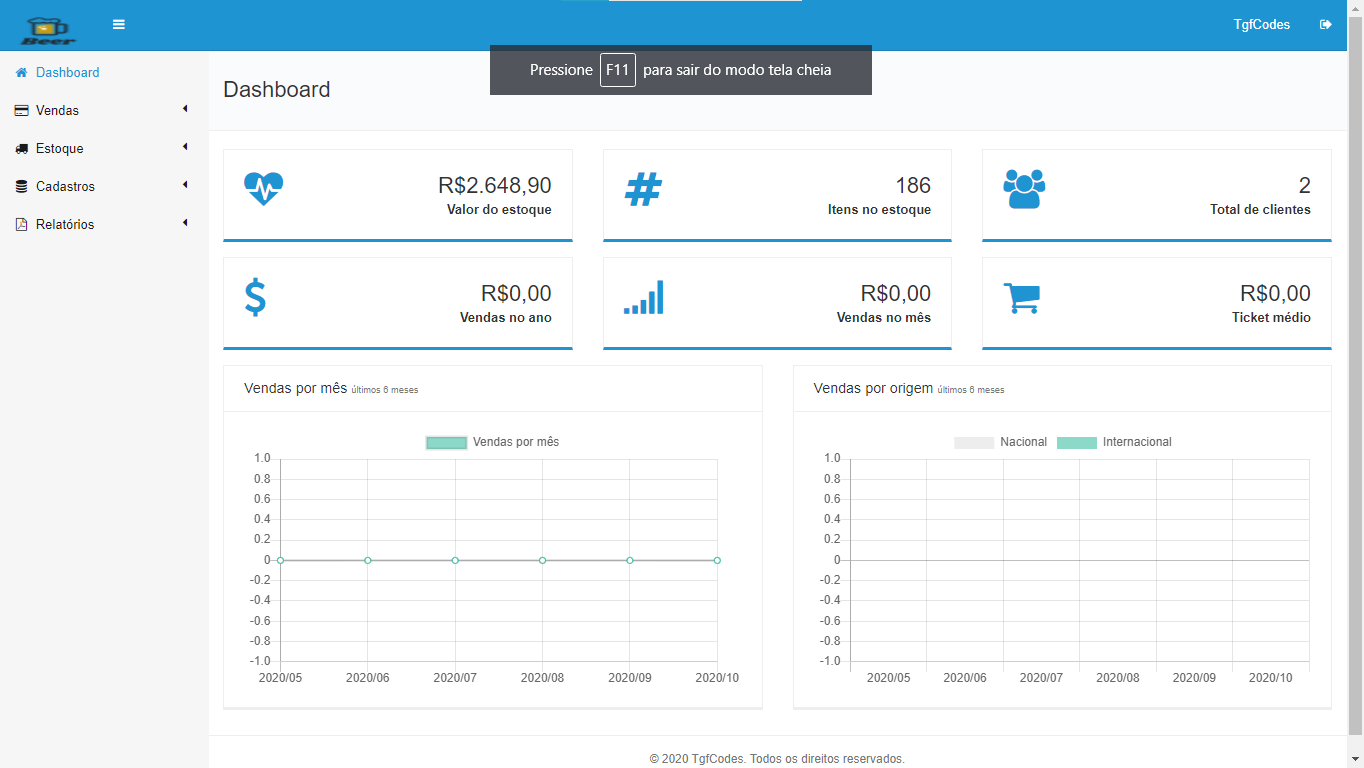 Beer
TgfCodes
Pressione F11 para sair do modo tela cheia
Dashboard
Vendas
Estoque
Cadastros
Relatórios
Dashboard
R$2.648,90
Valor do estoque
186
Itens no estoque
2
Total de clientes
R$0,00
Vendas no ano
R$0,00
Vendas no mês
R$0,00
Ticket médio
Vendas por mês últimos 6 meses
Vendas por mês
1.0
0.8
0.6
0.4
0.2
0
-0.2
-0.4
-0.6
-0.8
-1.0
2020/05 2020/06 2020/07 2020/08 2020/09 2020/10
Vendas por origem últimos 6 meses
Nacional Internacional
1.0
0.8
0.6
0.4
0.2
0
-0.2
-0.4
-0.6
-0.8
-1.0
2020/05 2020/06 2020/07 2020/08 2020/09 2020/10
© 2020 TgfCodes. Todos os direitos reservados.